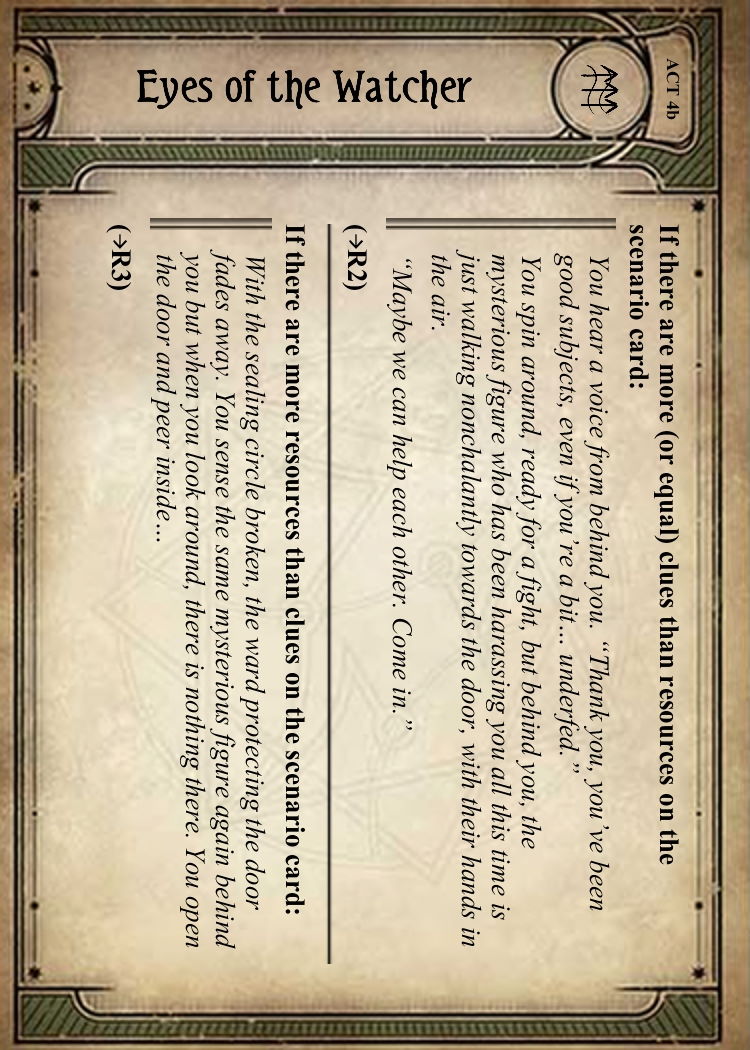 ACT 4b
Eyes of the Watcher
If there are more (or equal) clues than resources on the
scenario card:
You hear a voice from behind you. “Thank you, you’ve been
good subjects, even if you’re a bit... underfed.”
You spin around, ready for a fight, but behind you, the
mysterious figure who has been harassing you all this time is
just walking nonchalantly towards the door, with their hands in
the air.
“Maybe we can help each other. Come in.”
(→R2)
If there are more resources than clues on the scenario card:
With the sealing circle broken, the ward protecting the door
fades away. You sense the same mysterious figure again behind
you but when you look around, there is nothing there. You open
the door and peer inside...
(→R3)